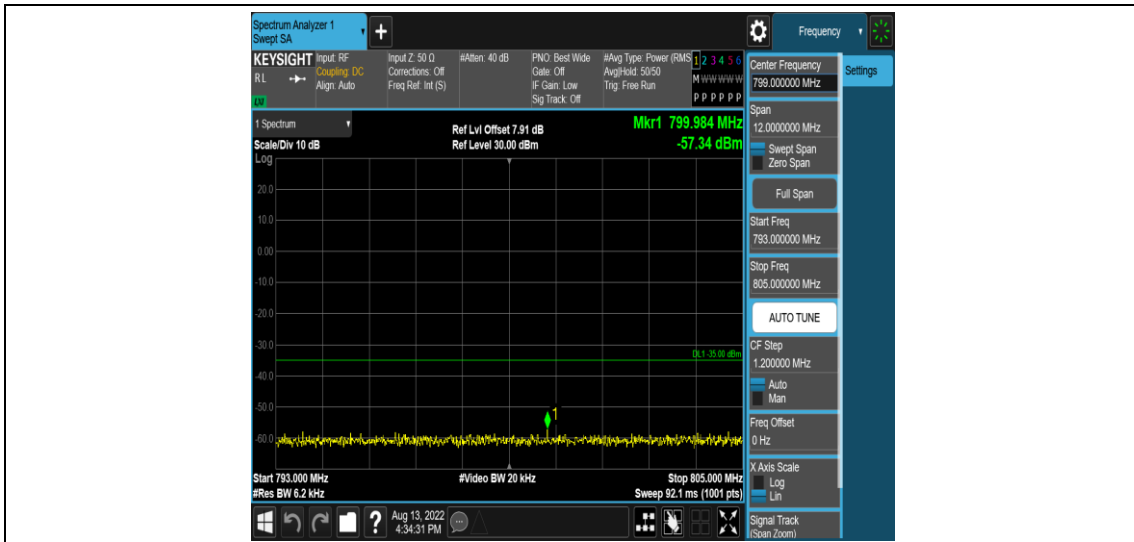 Spectrum Analyzer 1
Swept SA
+
Frequency
KEYSIGHT
RL
LXI
Input: RF
Coupling: DC
Align: Auto
Input Z: 50 Ω
Corrections: Off
Freq Ref: Int (S)
#Atten: 40 dB
PNO: Best Wide
Gate: Off
IF Gain: Low
Sig Track: Off
#Avg Type: Power (RMS
Avg|Hold: 50/50
Trig: Free Run
1 2 3 4 5 6
M W W W W W
P P P P P P
1 Spectrum
Scale/Div 10 dB
Ref Lvl Offset 7.91 dB
Ref Level 30.00 dBm
Mkr1 799.984 MHz
-57.34 dBm
Log
20.0
10.0
0.00
-10.0
-20.0
-30.0
-40.0
-50.0
-60.0
DL1 -35.00 dBm
1
Start 793.000 MHz
#Res BW 6.2 kHz
#Video BW 20 kHz
Stop 805.000 MHz
Sweep 92.1 ms (1001 pts)
?
Aug 13, 2022
4:34:31 PM
Center Frequency
799.000000 MHz
Settings
Span
12.0000000 MHz
Swept Span
Zero Span
Full Span
Start Freq
793.000000 MHz
Stop Freq
805.000000 MHz
AUTO TUNE
CF Step
1.200000 MHz
Auto
Man
Freq Offset
0 Hz
X Axis Scale
Log
Lin
Signal Track
(Span Zoom)